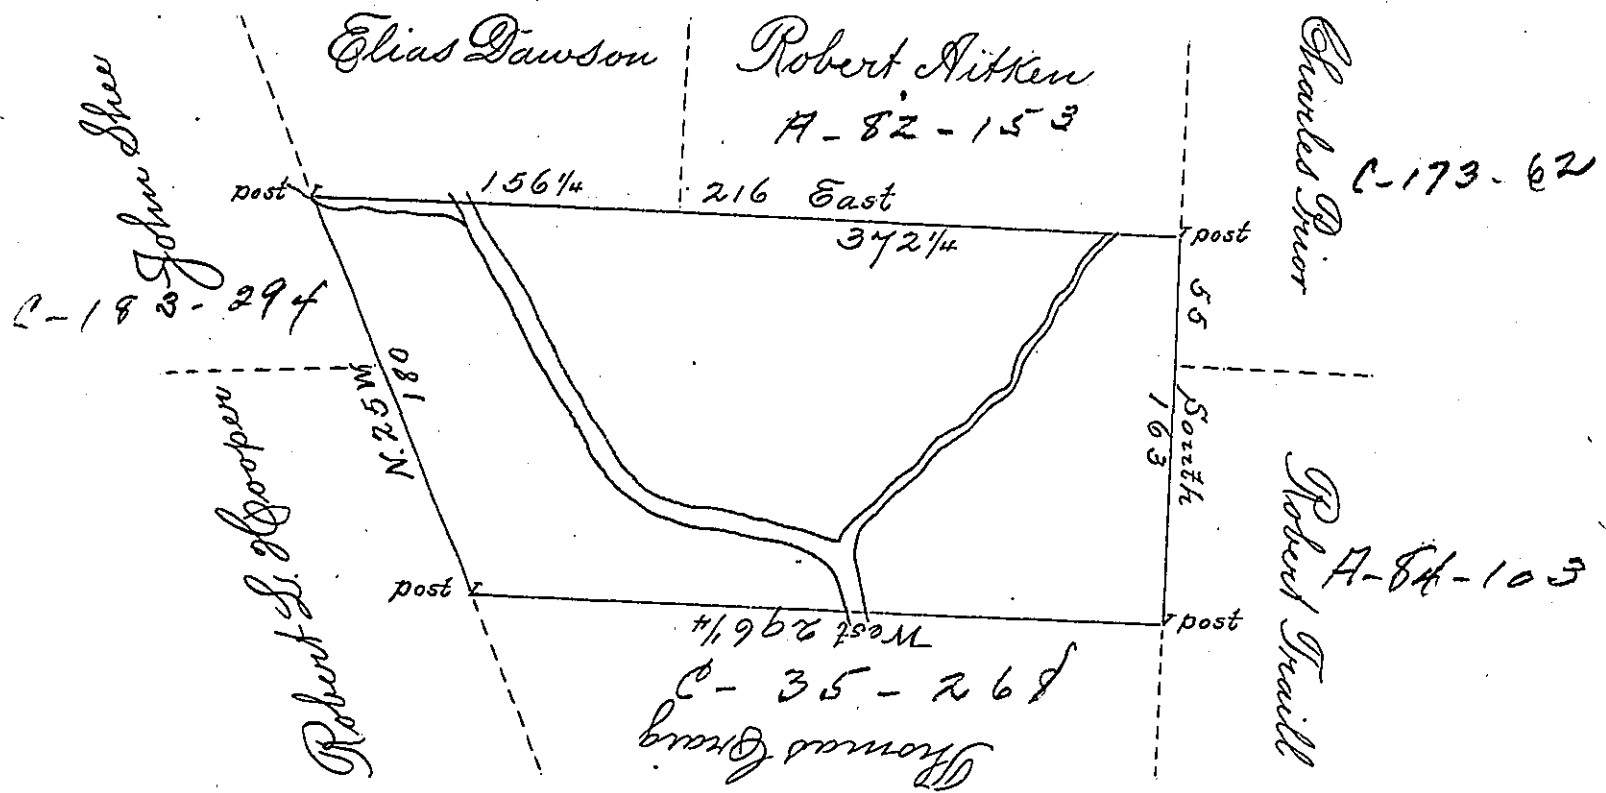 Elias Dawson
Robert Aitken
A-82-153
John Shee
C-183-294
Charles Prior
C-173-62
post
156 1/4
216 East
372 1/4
post
55
N. 25 W
180
South
163
Robert L. Hooper
Robert Traill
A-84-103
post
West 296 1/4
post
C-35-268
Thomas Craig